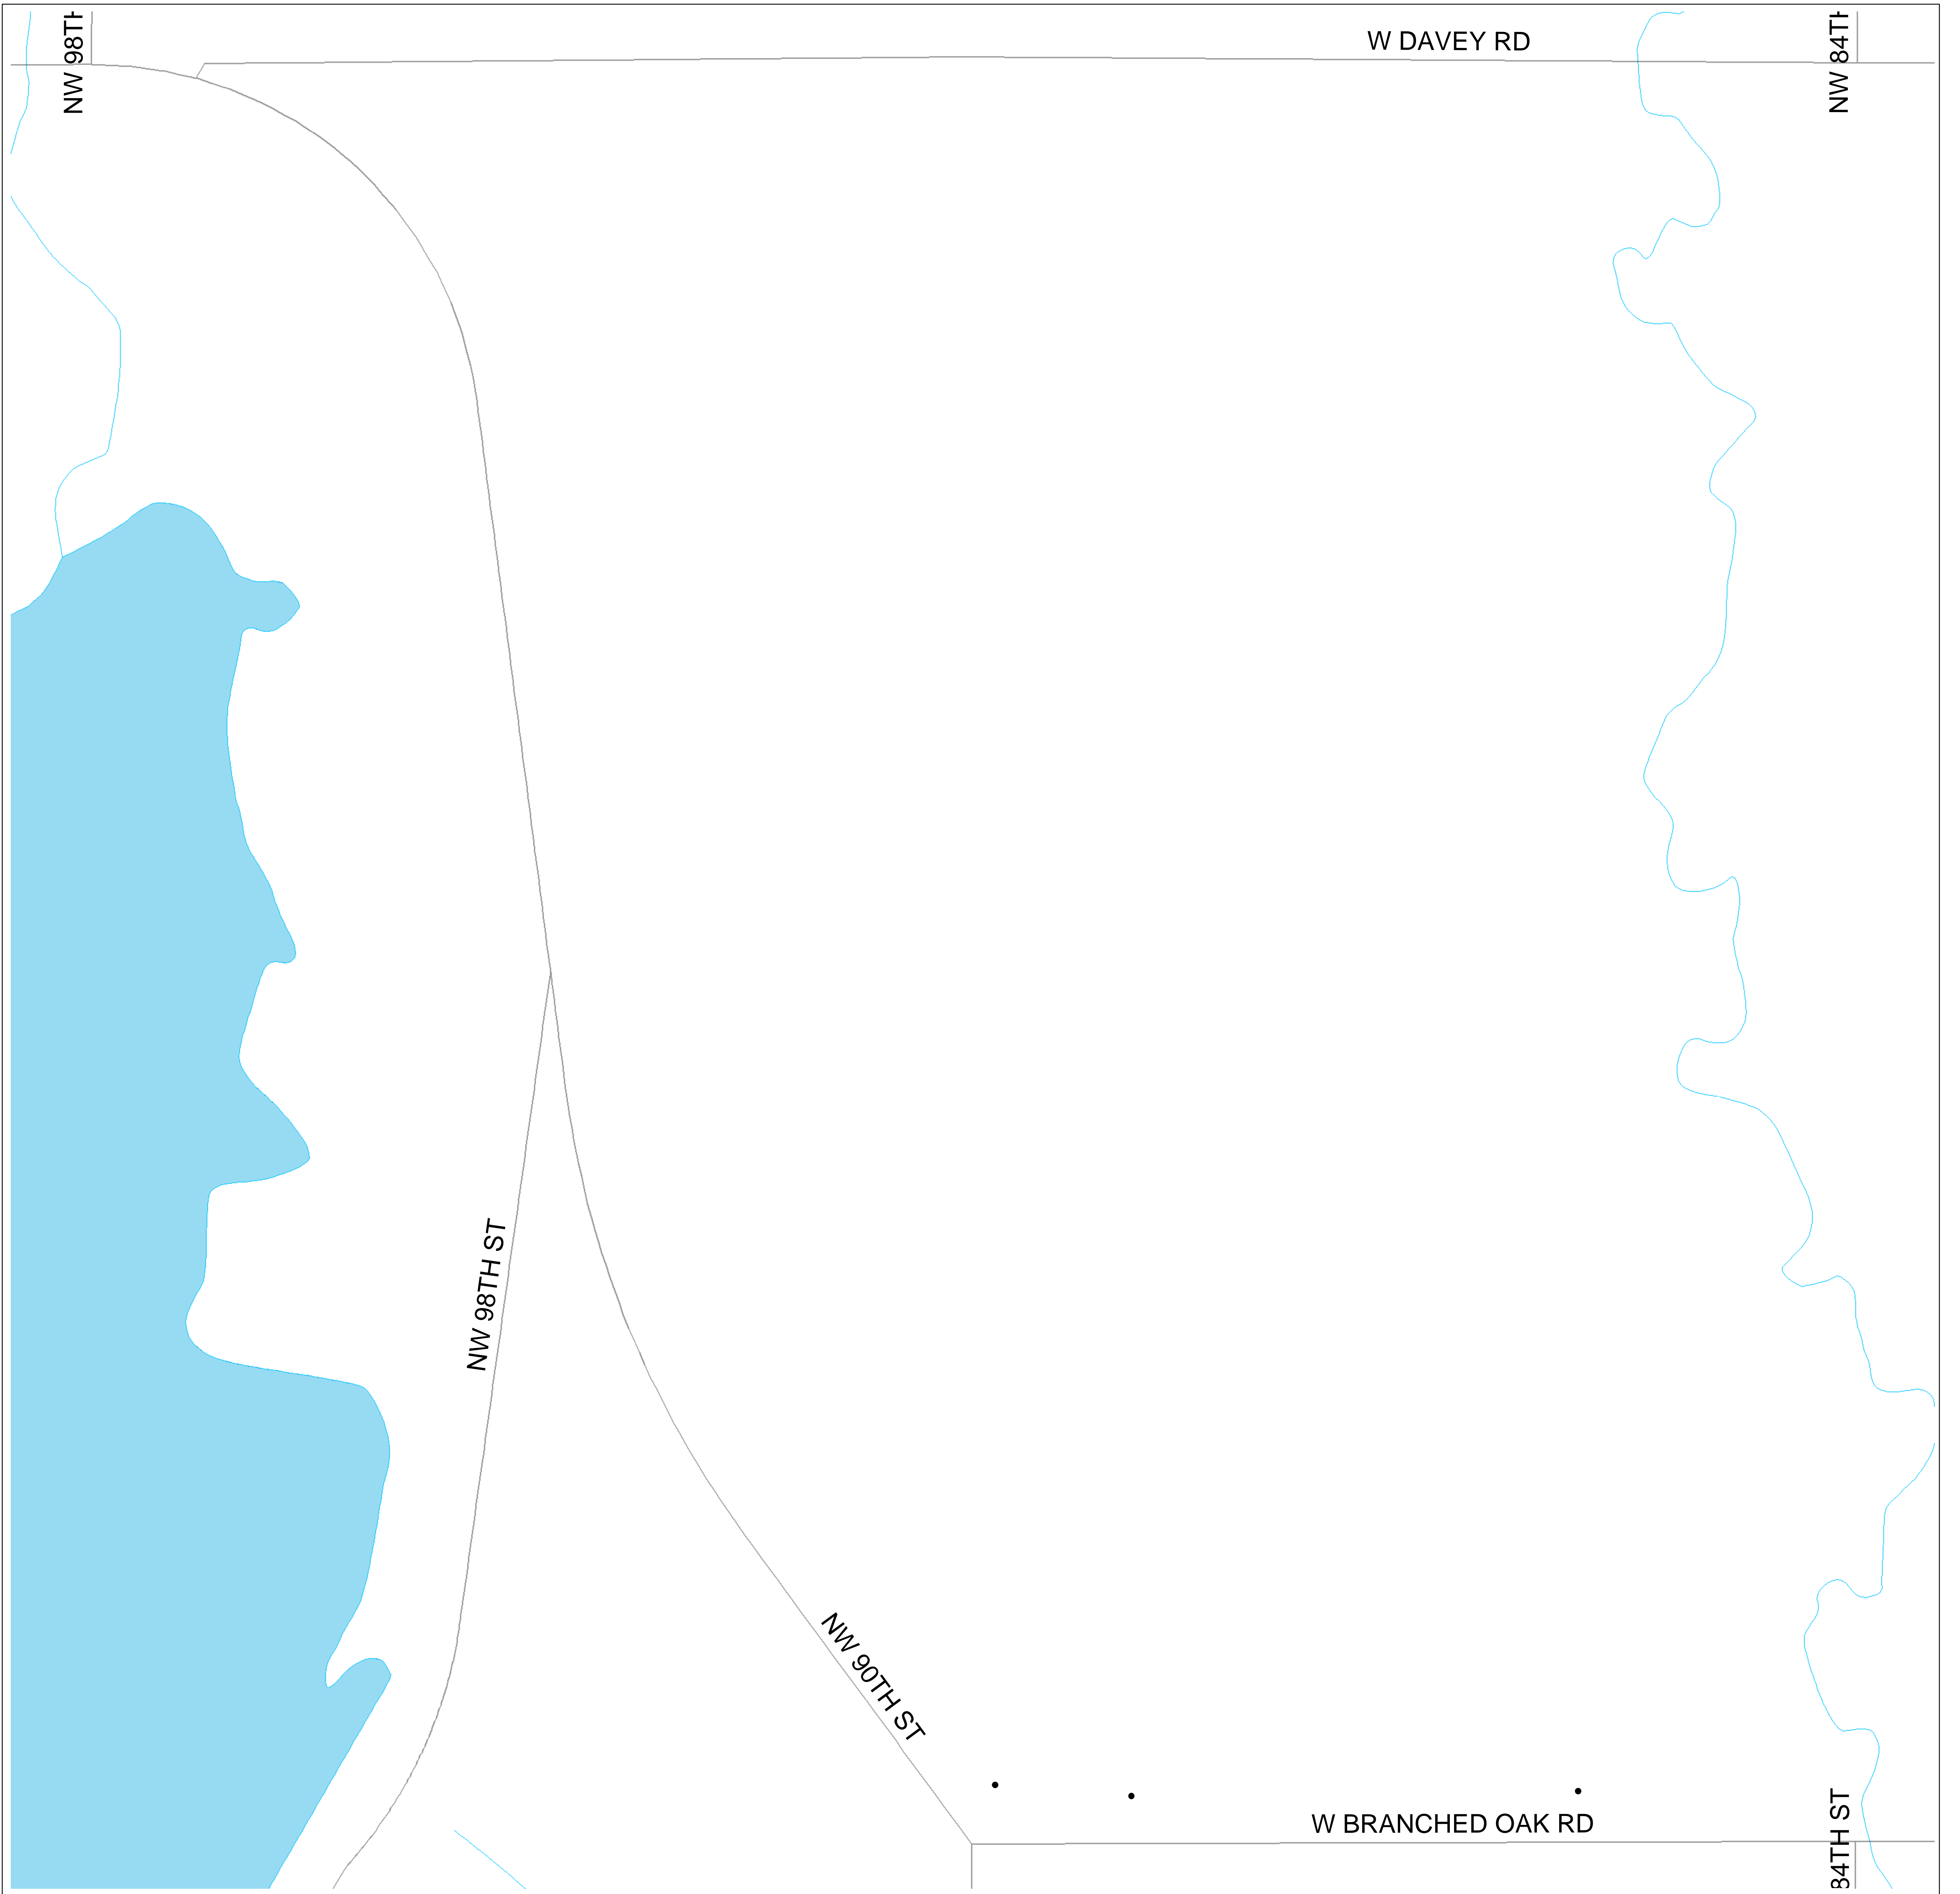 NW 98TH
W DAVEY RD
NW 84TH
NW 98TH ST
NW 90TH ST
W BRANCHED OAK RD
84TH ST